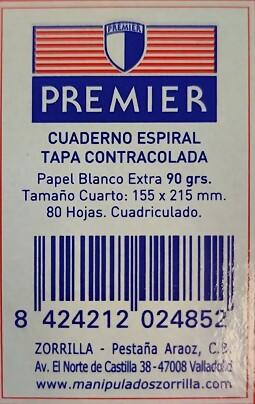 PREMIER
PREMIER
CUADERNO ESPIRAL
TAPA CONTRACOLADA
Papel Blanco Extra 90 grs.
Tamaño Cuarto: 155 x 215 mm.
80 Hojas. Cuadriculado.
8 424212 024852
ZORRILLA - Pestaña Araoz, C.B.
Av. El Norte de Castilla 38 - 47008 Valladolid
www.manipuladoszorrilla.com